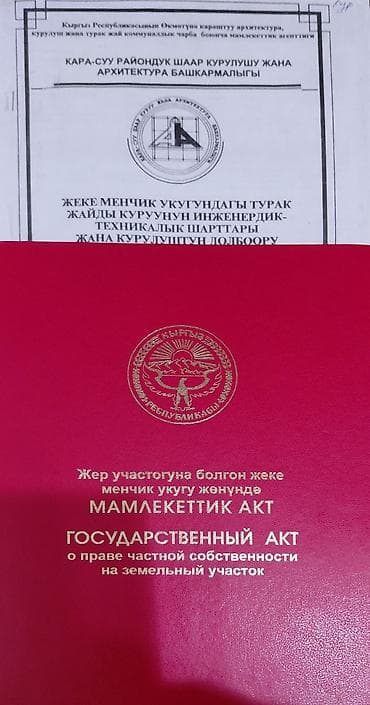 Кыргыз Республикасынын Өкмөтүнө караштуу архитектура,
курулуш жана турак жай коммуналдык чарба боюнча мамлекеттик агенттиги
КАРА-СУУ РАЙОНДУК ШААР КУРУЛУШУ ЖАНА
АРХИТЕКТУРА БАШКАРМАЛЫГЫ
ЖЕКЕ МЕНЧИК УКУГУНДАГЫ ТУРАК
ЖАЙДЫ КУРУУНУН ИНЖЕНЕРДИК-
ТЕХНИКАЛЫК ШАРТТАРЫ
ЖАНА КУРУЛУШТУН ДОЛБООРУ
КЫРГЫЗ
РЕСПУБЛИКАСЫ
Жер участогуна болгон жеке
менчик укугу жөнүндө
МАМЛЕКЕТТИК АКТ
ГОСУДАРСТВЕННЫЙ АКТ
о праве частной собственности
на земельный участок